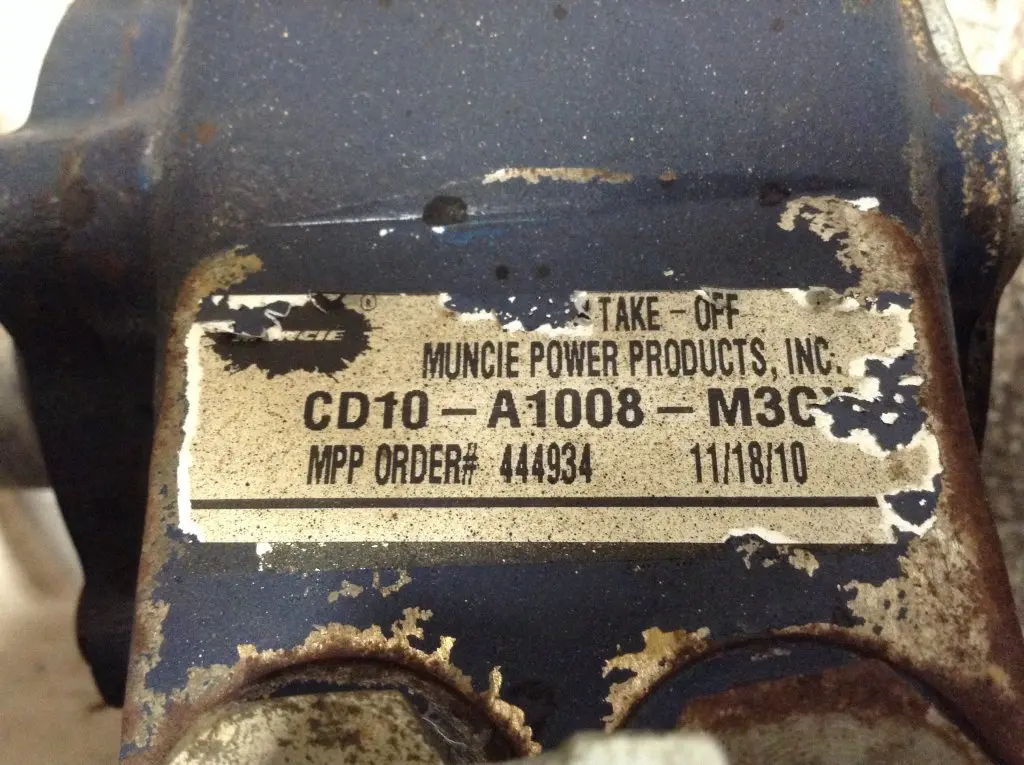 ®
TAKE - OFF
MUNCIE POWER PRODUCTS, INC.
CD10 - A1008 - M3C
MPP ORDER# 444934 11/18/10